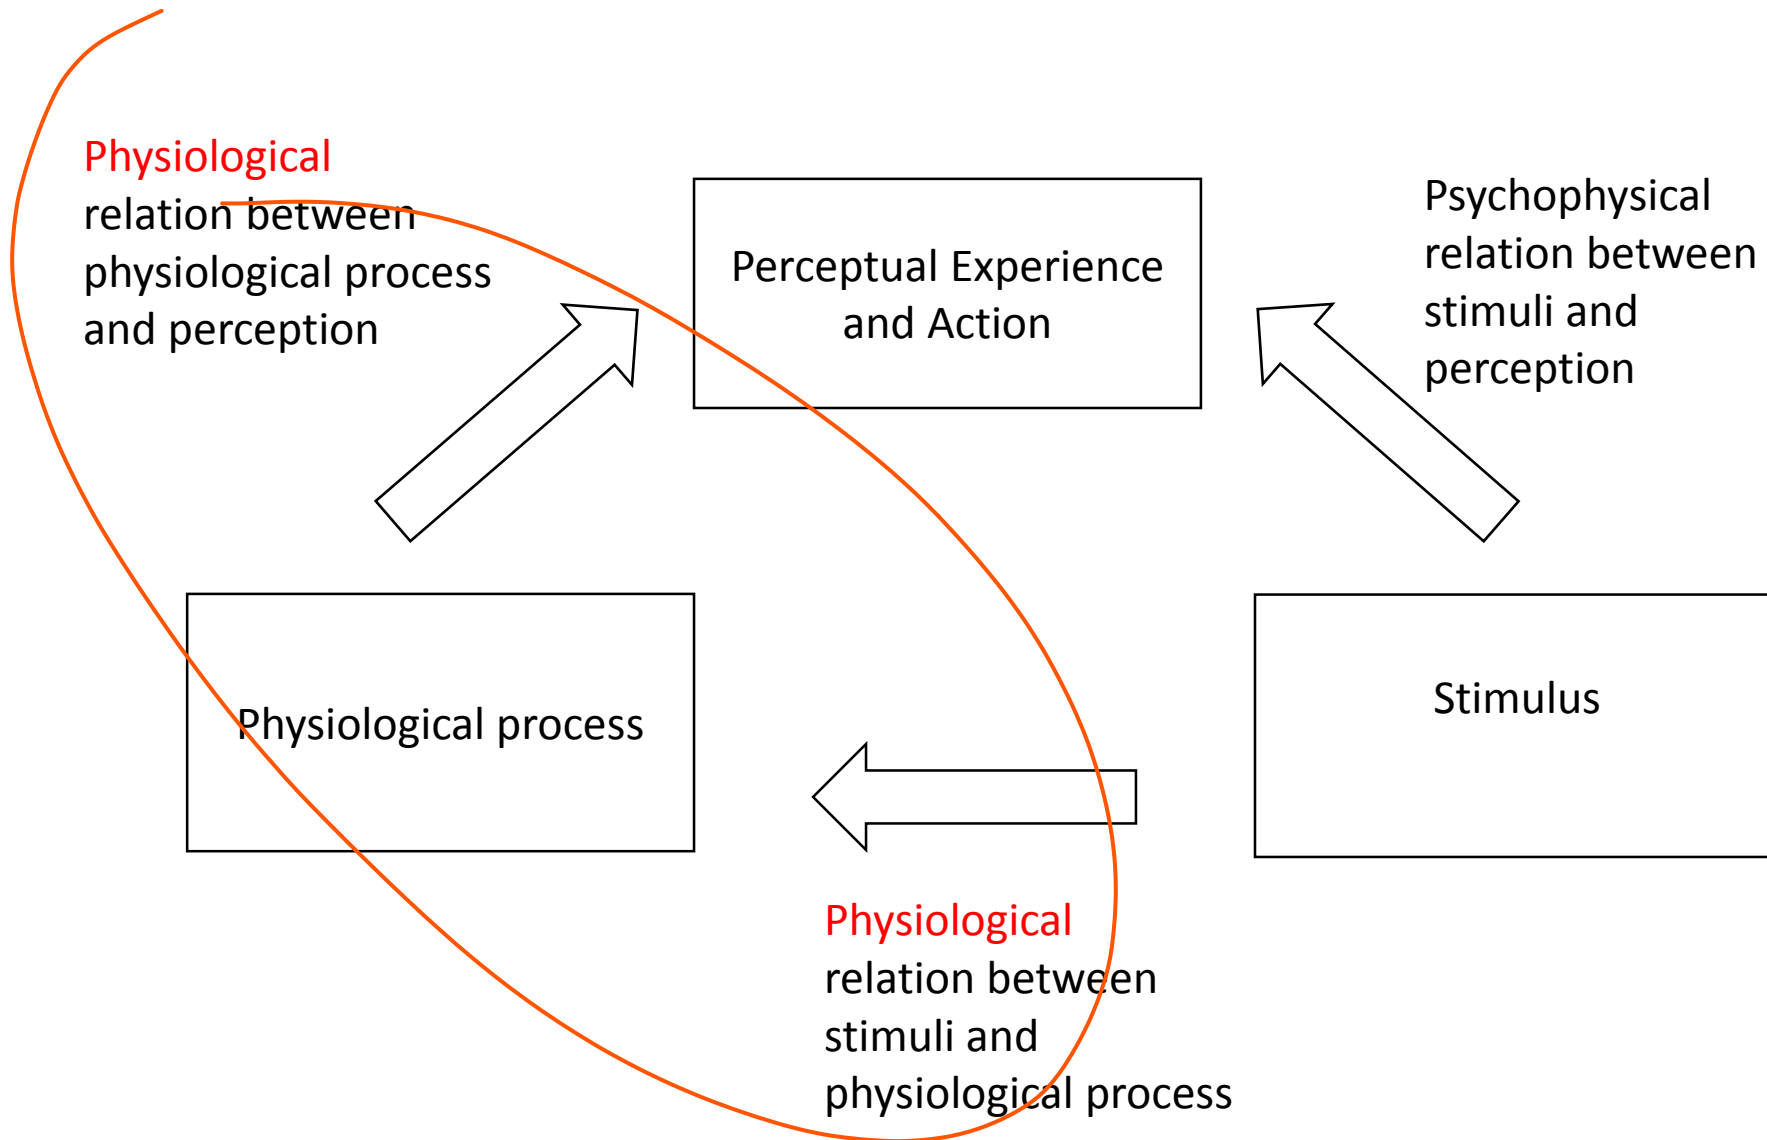 Physiological
relation between
physiological process
and perception
Perceptual Experience
and Action
Psychophysical
relation between
stimuli and
perception
Physiological process
Stimulus
Physiological
relation between
stimuli and
physiological process